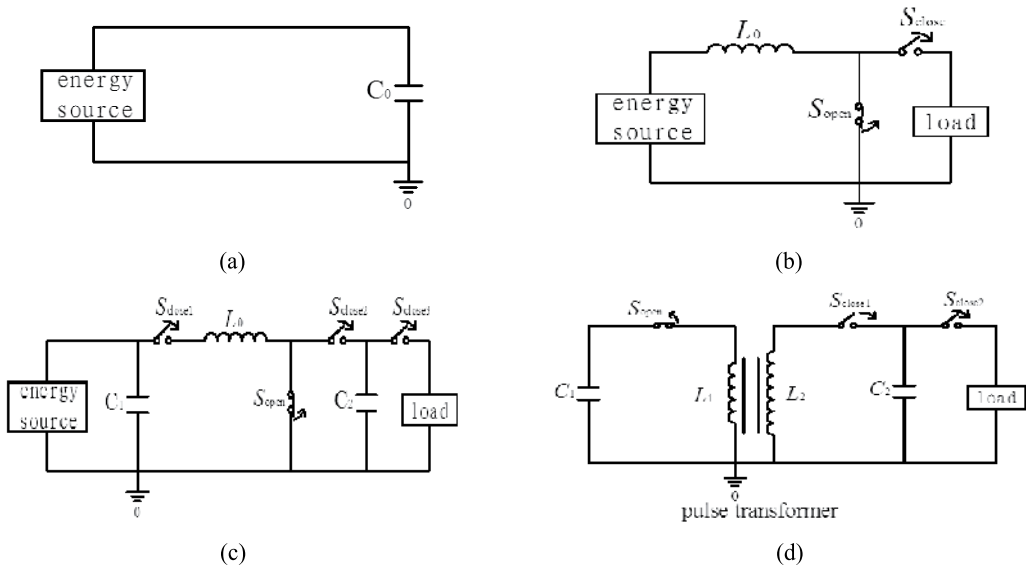 energy
source
C0
0
(a)
L0
Sclose
energy
source
Sopen
load
0
(b)
Sclose1
L0
Sclose2
Sclose3
energy
source
C1
Sopen
C2
load
0
(c)
Sopen
Sclose1
Sclose2
C1
L1
L2
C2
load
0
pulse transformer
(d)